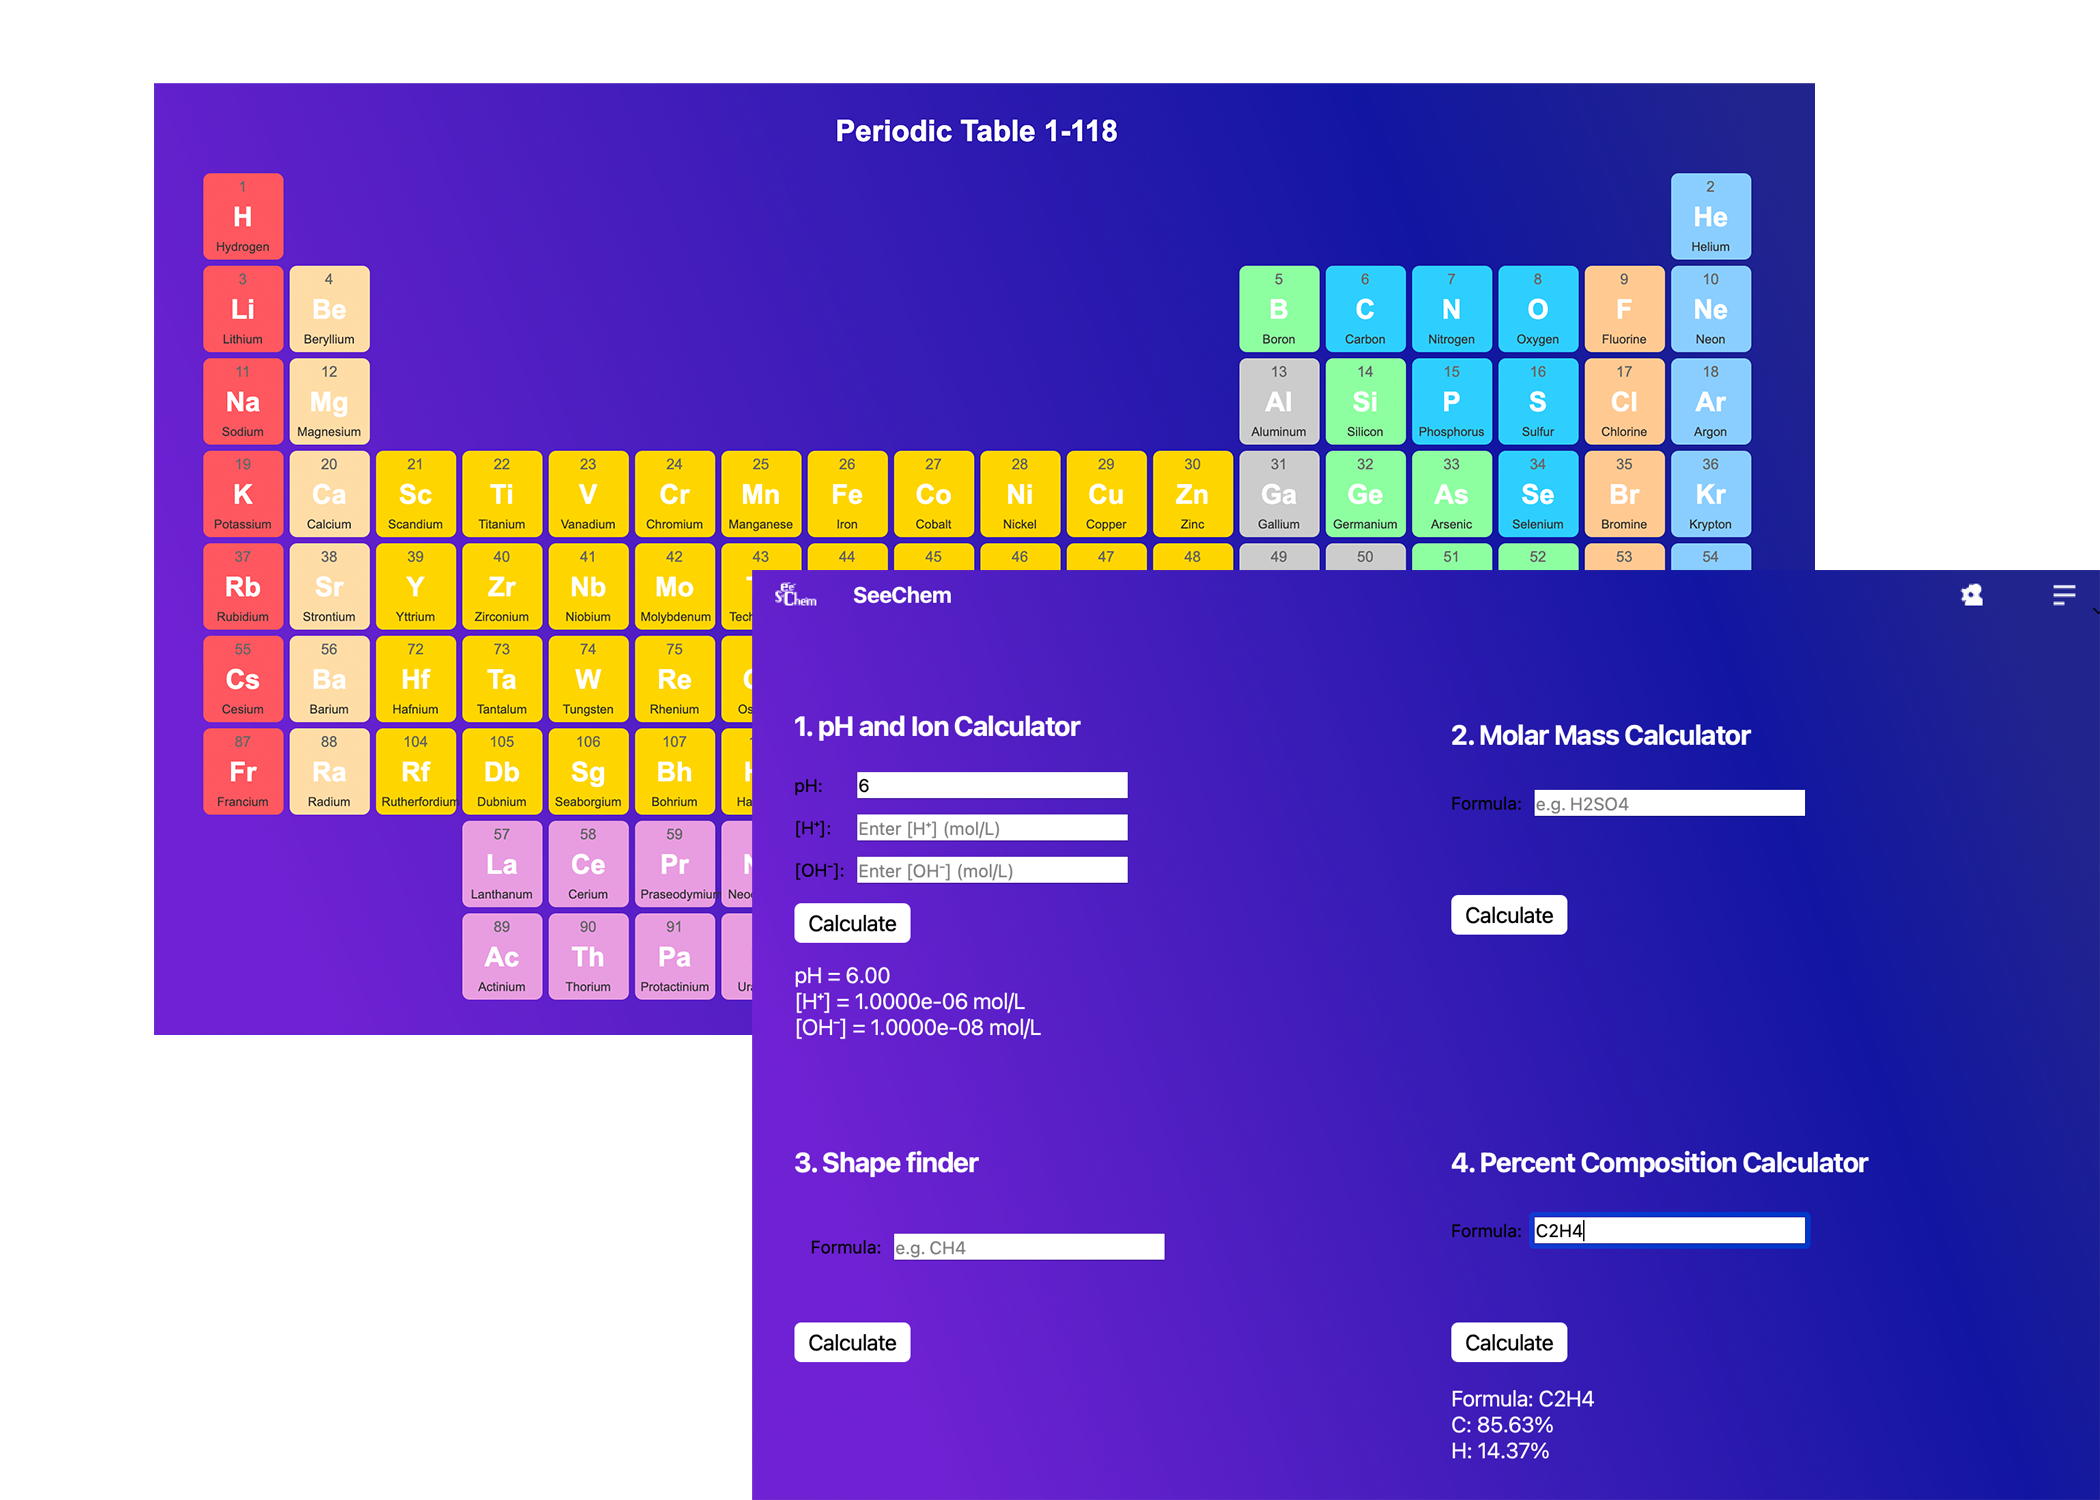 Periodic Table 1-118
1 2
H He
Hydrogen Helium
3 4 5 6 7 8 9 10
Li Be B C N O F Ne
Lithium Beryllium Boron Carbon Nitrogen Oxygen Fluorine Neon
11 12 13 14 15 16 17 18
Na Mg Al Si P S Cl Ar
Sodium Magnesium Aluminum Silicon Phosphorus Sulfur Chlorine Argon
19 20 21 22 23 24 25 26 27 28 29 30 31 32 33 34 35 36
K Ca Sc Ti V Cr Mn Fe Co Ni Cu Zn Ga Ge As Se Br Kr
Potassium Calcium Scandium Titanium Vanadium Chromium Manganese Iron Cobalt Nickel Copper Zinc Gallium Germanium Arsenic Selenium Bromine Krypton
37 38 39 40 41 42 43 44 45 46 47 48 49 50 51 52 53 54
Rb Sr Y Zr Nb Mo
Rubidium Strontium Yttrium Zirconium Niobium Molybdenum Tech
55 56 72 73 74 75
Cs Ba Hf Ta W Re
Cesium Barium Hafnium Tantalum Tungsten Rhenium Os
87 88 104 105 106 107
Fr Ra Rf Db Sg Bh
Francium Radium Rutherfordium Dubnium Seaborgium Bohrium Ha
57 58 59
La Ce Pr
Lanthanum Cerium Praseodymiu Neo
89 90 91
Ac Th Pa
Actinium Thorium Protactinium Ura
See Chem
SeeChem
1. pH and Ion Calculator
pH: 6
[H⁺]: Enter [H⁺] (mol/L)
[OH⁻]: Enter [OH⁻] (mol/L)
Calculate
pH = 6.00
[H⁺] = 1.0000e-06 mol/L
[OH⁻] = 1.0000e-08 mol/L
2. Molar Mass Calculator
Formula: e.g. H2SO4
Calculate
3. Shape finder
Formula: e.g. CH4
Calculate
4. Percent Composition Calculator
Formula: C2H4
Calculate
Formula: C2H4
C: 85.63%
H: 14.37%